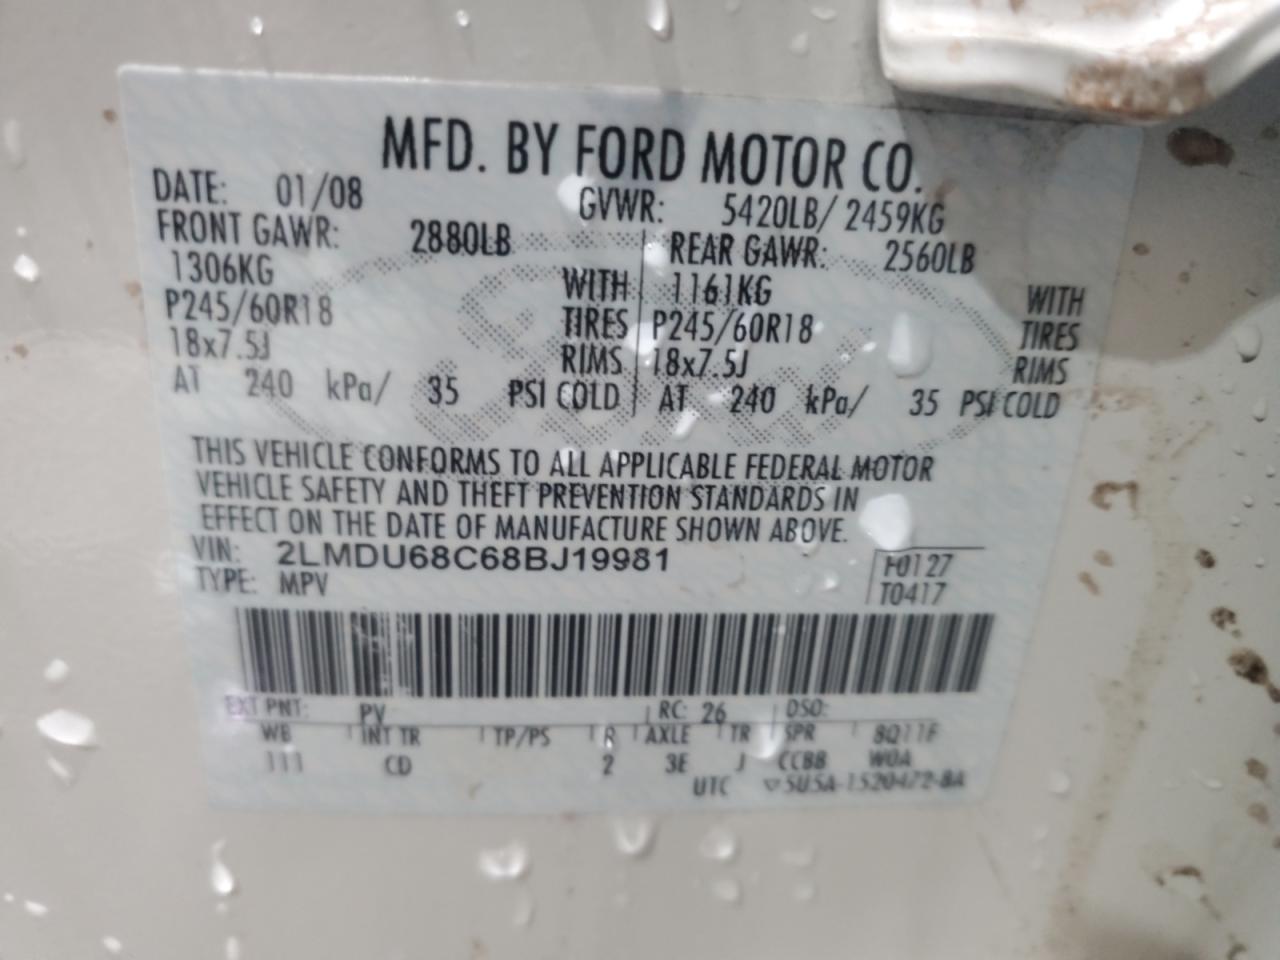 MFD. BY FORD MOTOR CO.
DATE: 01/08 GVWR: 5420LB/ 2459KG
FRONT GAWR: 2880LB REAR GAWR: 2560LB
1306KG WITH 1161KG WITH
P245/60R18 TIRES P245/60R18 TIRES
18x7.5J RIMS 18x7.5J RIMS
AT 240 kPa/ 35 PSI COLD AT 240 kPa/ 35 PSI COLD
THIS VEHICLE CONFORMS TO ALL APPLICABLE FEDERAL MOTOR
VEHICLE SAFETY AND THEFT PREVENTION STANDARDS IN
EFFECT ON THE DATE OF MANUFACTURE SHOWN ABOVE.
VIN: 2LMDU68C68BJ19981 F0127
TYPE: MPV T0417
EXT PNT: PV RC: 26 DSO:
WB INT TR TP/PS R AXLE TR SPR
111 CD 2 3E J CC88 W0A
UTC